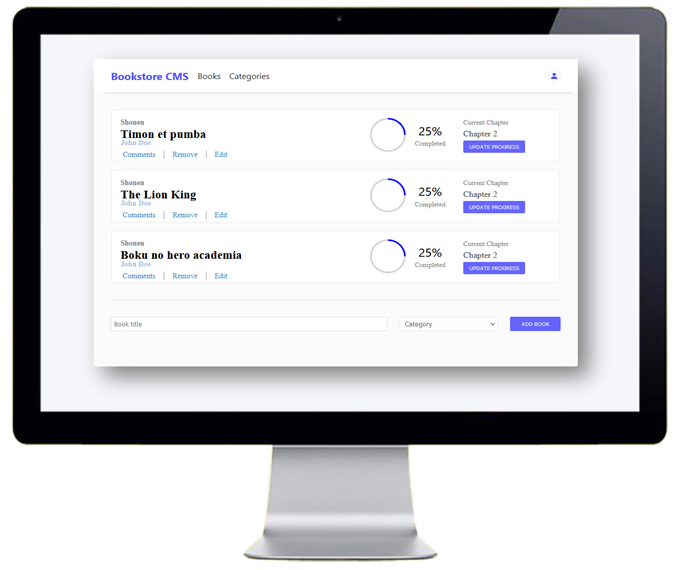 Bookstore CMS Books Categories
Shonen
Timon et pumba
John Doe
Comments | Remove | Edit
25%
Completed
Current Chapter
Chapter 2
UPDATE PROGRESS
Shonen
The Lion King
John Doe
Comments | Remove | Edit
25%
Completed
Current Chapter
Chapter 2
UPDATE PROGRESS
Shonen
Boku no hero academia
John Doe
Comments | Remove | Edit
25%
Completed
Current Chapter
Chapter 2
UPDATE PROGRESS
Book title Category ADD BOOK